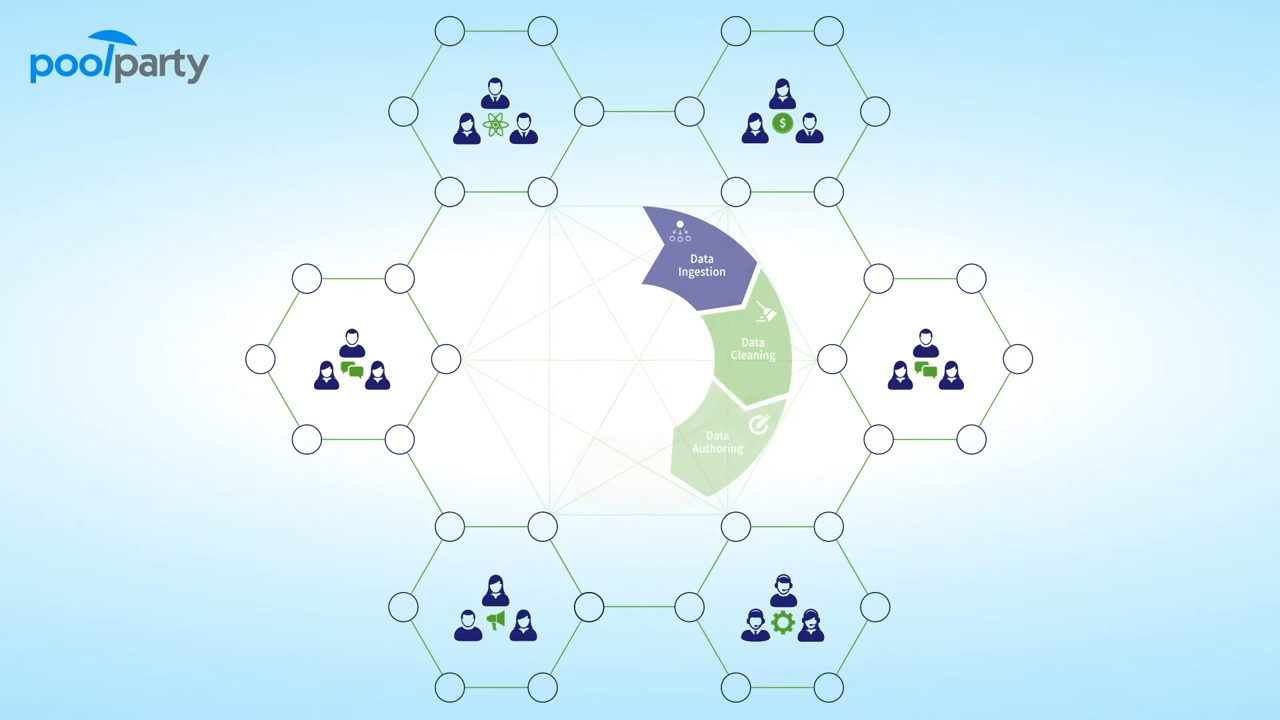 poolparty
$
Data
Ingestion
Data
Cleaning
Data
Authoring